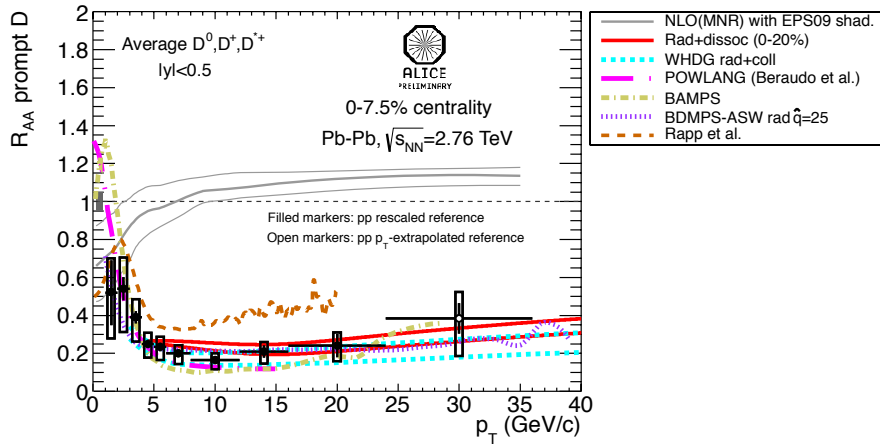 R_AA prompt D
2
1.8
1.6
1.4
1.2
1
0.8
0.6
0.4
0.2
0
Average D⁰,D⁺,D*⁺
|y|<0.5
ALICE
PRELIMINARY
0-7.5% centrality
Pb-Pb, √s_NN=2.76 TeV
Filled markers: pp rescaled reference
Open markers: pp p_T-extrapolated reference
0 5 10 15 20 25 30 35 40
p_T (GeV/c)
NLO(MNR) with EPS09 shad.
Rad+dissoc (0-20%)
WHDG rad+coll
POWLANG (Beraudo et al.)
BAMPS
BDMPS-ASW rad q̂=25
Rapp et al.